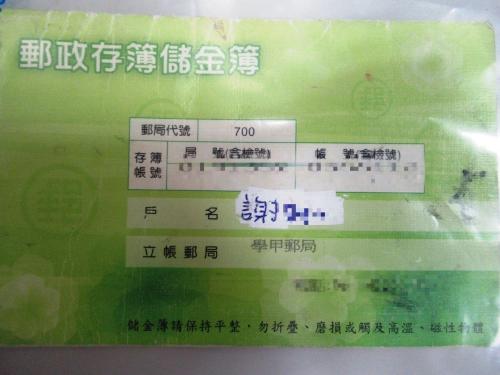 郵政存簿儲金簿
郵局代號 700
存簿帳號 局 號(含檢號) 帳 號(含檢號)
戶 名 謝
立帳郵局 學甲郵局
儲金簿請保持平整,勿折疊、磨損或觸及高溫、磁性物體